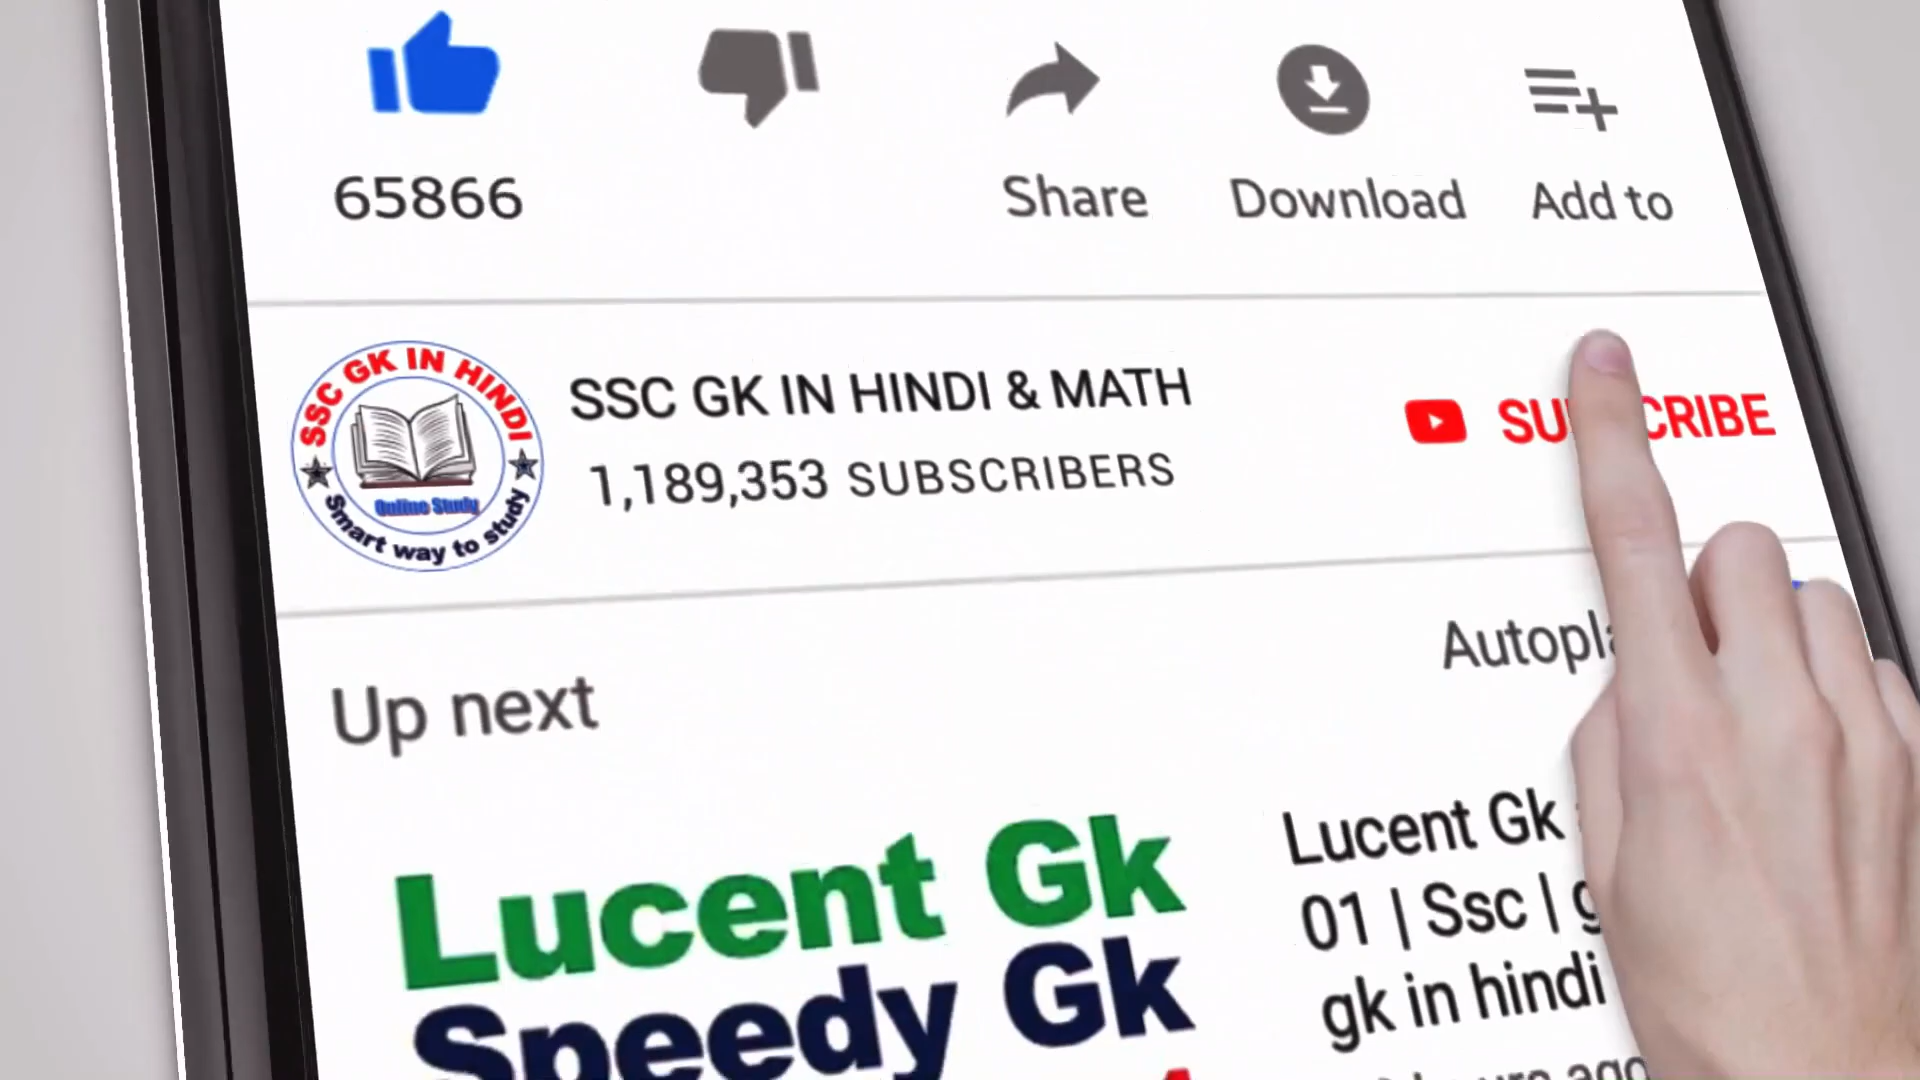 65866
Share
Download
Add to
SSC GK IN HINDI
Online Study
Smart way to study
SSC GK IN HINDI & MATH
1,189,353 SUBSCRIBERS
Up next
Lucent Gk
Speedy Gk
Lucent Gk
01 | Ssc |
gk in hindi